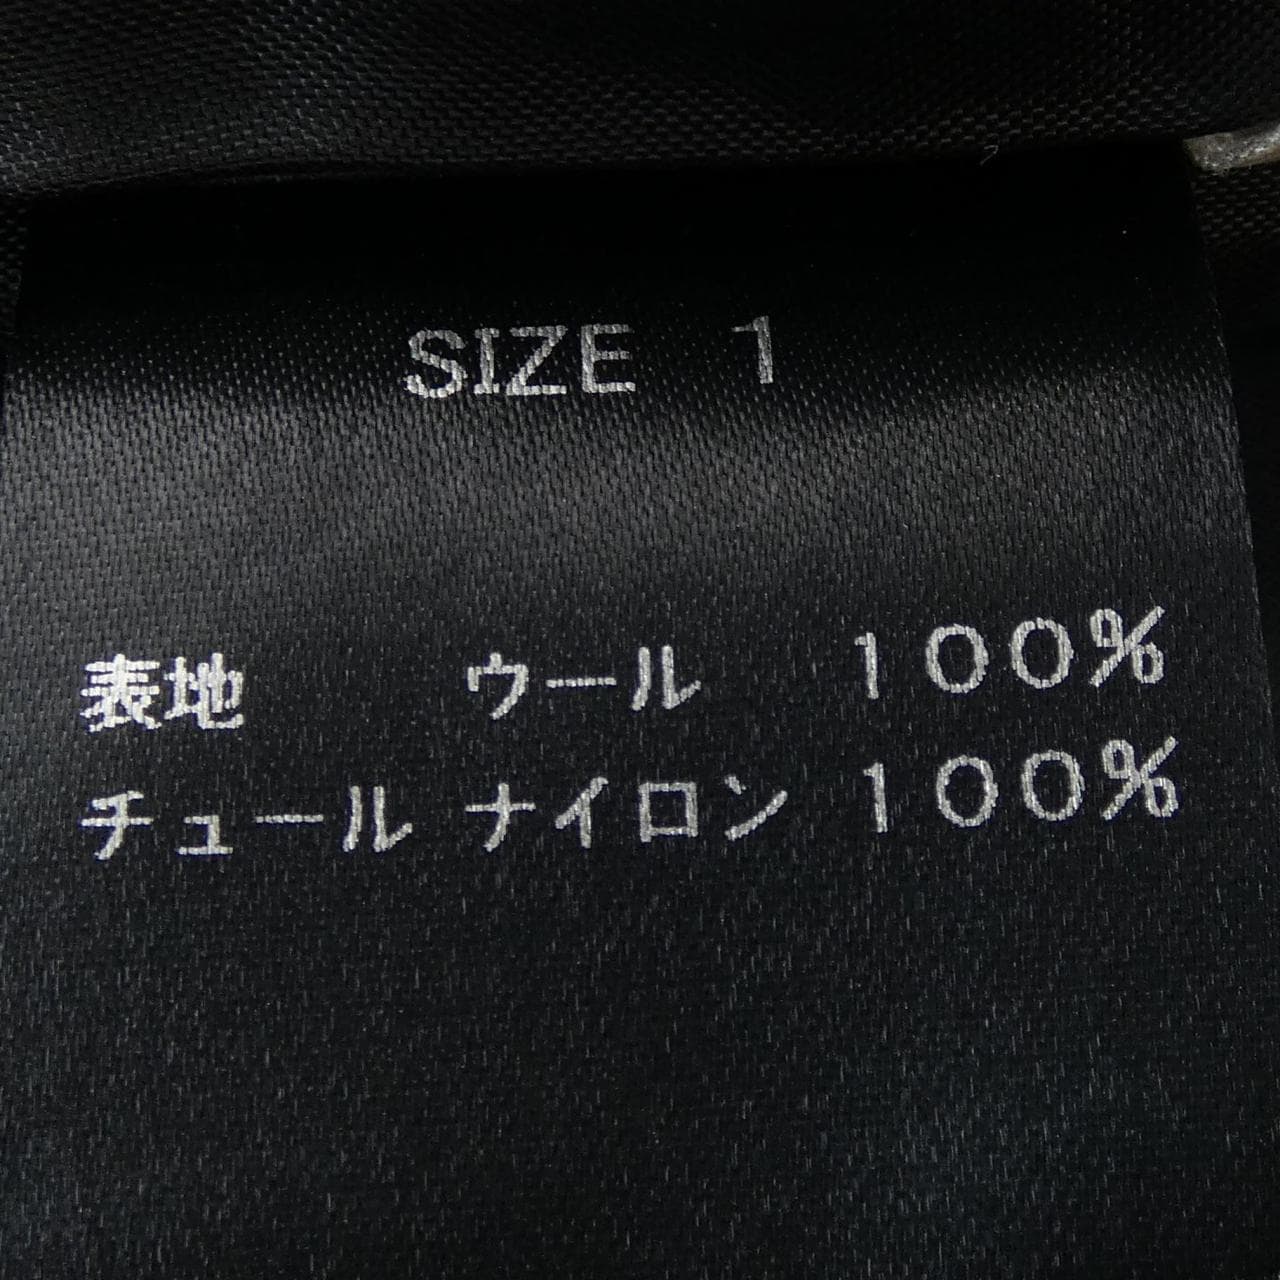 SIZE 1
表地 ウール 100%
チュール ナイロン 100%